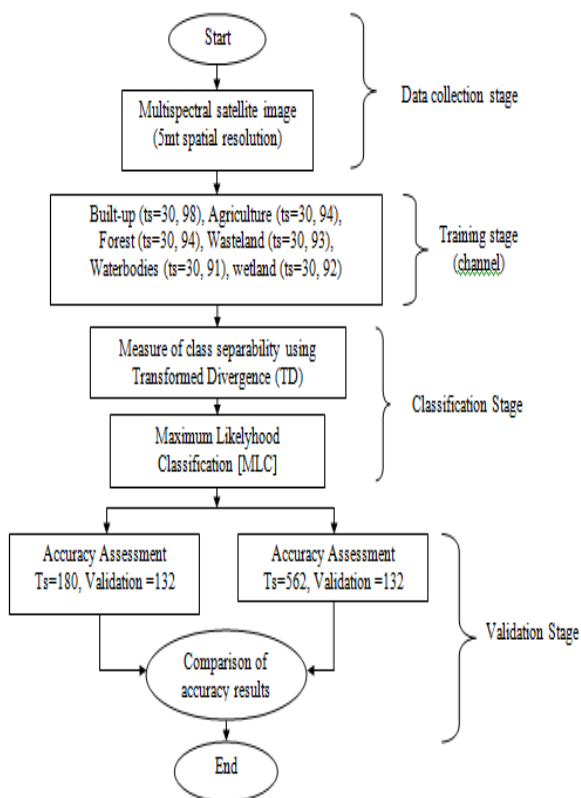 Start
Multispectral satellite image
(5mt spatial resolution)
Data collection stage
Built-up (ts=30, 98), Agriculture (ts=30, 94),
Forest (ts=30, 94), Wasteland (ts=30, 93),
Waterbodies (ts=30, 91), wetland (ts=30, 92)
Training stage
(channel)
Measure of class separability using
Transformed Divergence (TD)
Maximum Likelyhood
Classification [MLC]
Classification Stage
Accuracy Assessment
Ts=180, Validation =132
Accuracy Assessment
Ts=562, Validation =132
Comparison of
accuracy results
Validation Stage
End